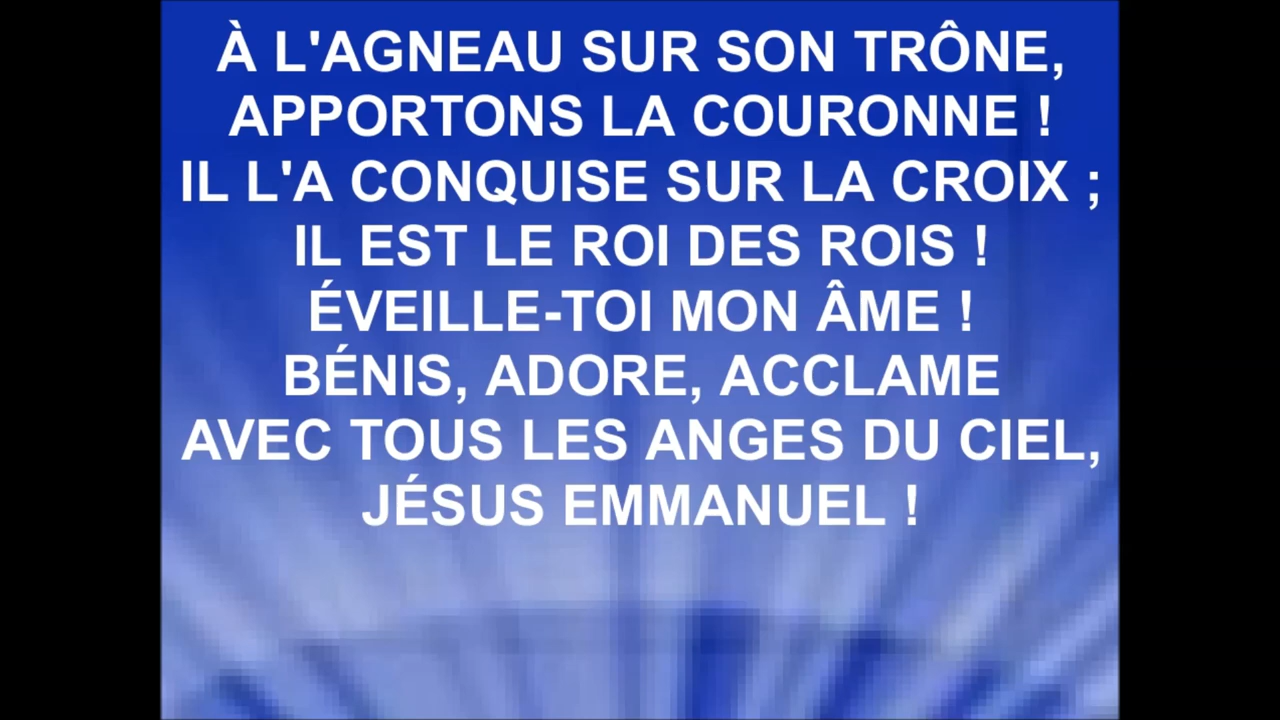 À L'AGNEAU SUR SON TRÔNE,
APPORTONS LA COURONNE !
IL L'A CONQUISE SUR LA CROIX ;
IL EST LE ROI DES ROIS !
ÉVEILLE-TOI MON ÂME !
BÉNIS, ADORE, ACCLAME
AVEC TOUS LES ANGES DU CIEL,
JÉSUS EMMANUEL !